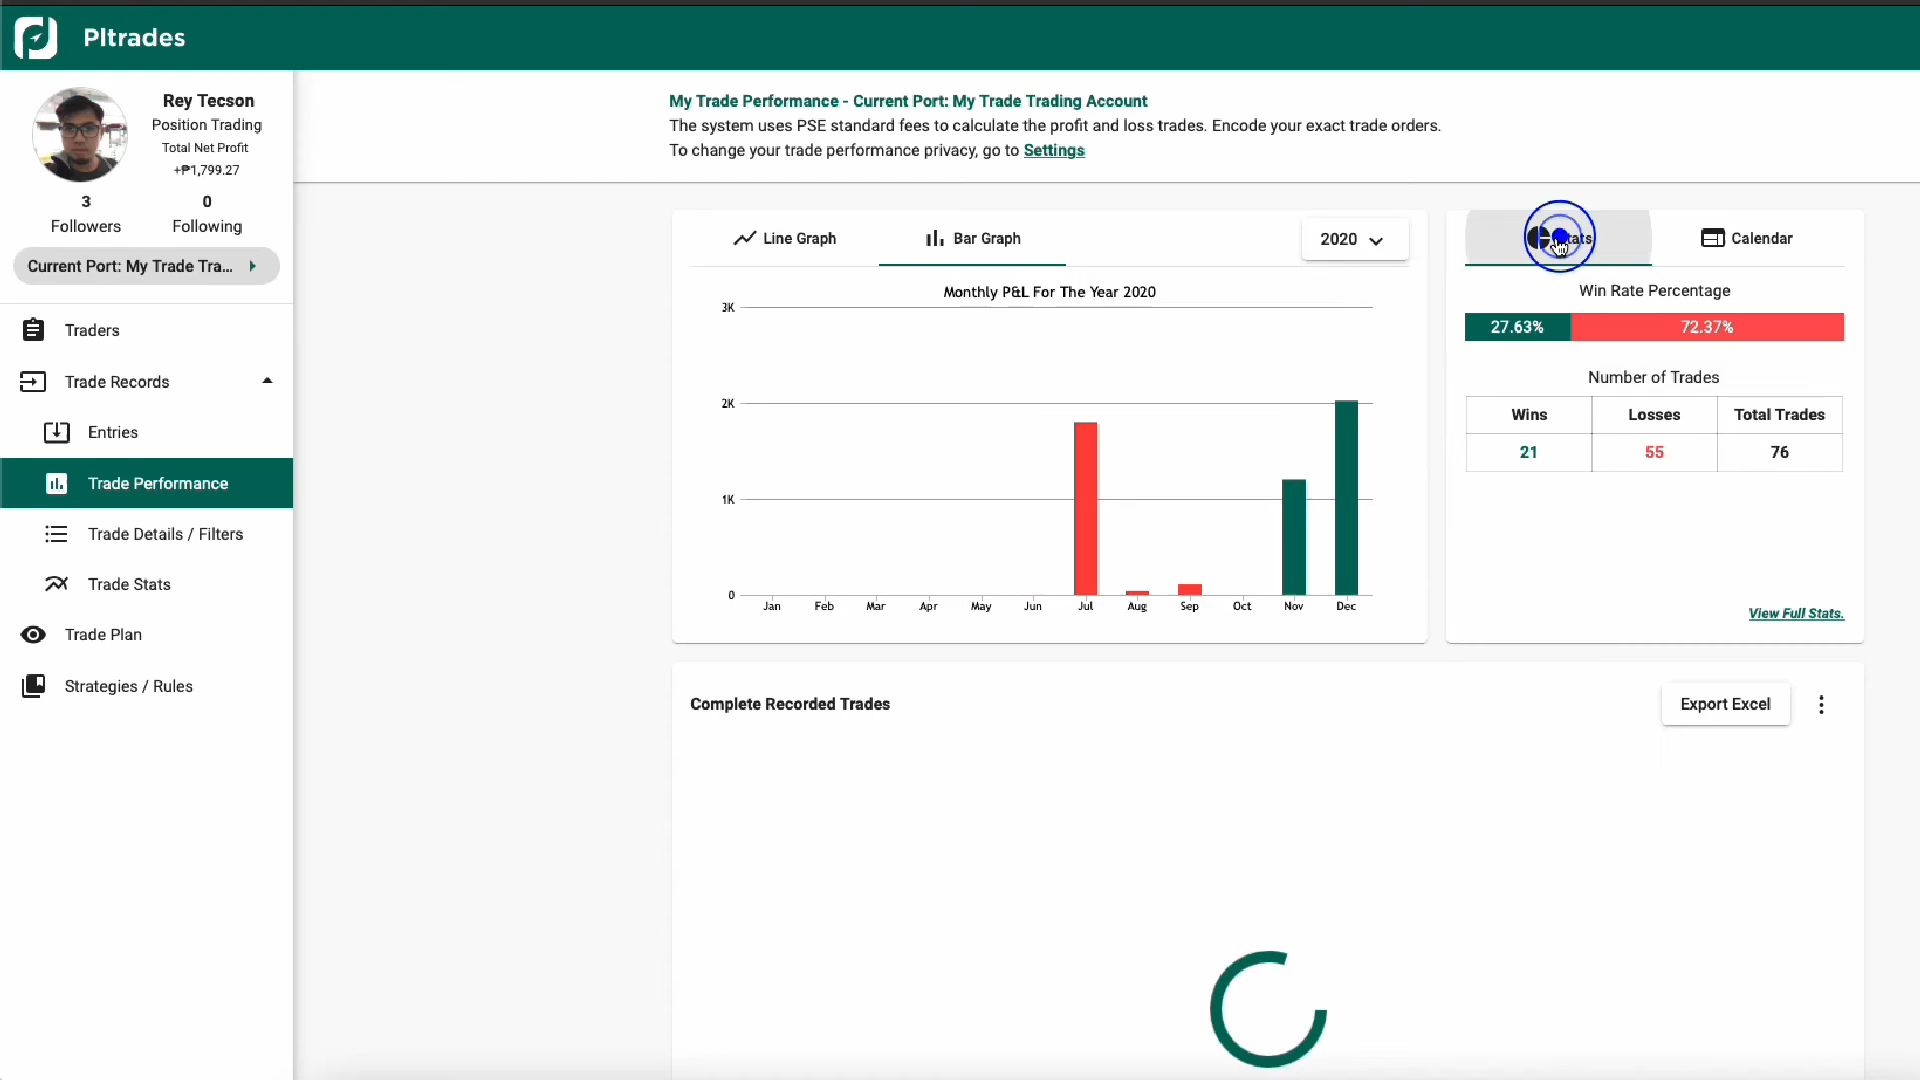 Pltrades
Rey Tecson
Position Trading
Total Net Profit
+₱1,799.27
3
Followers
0
Following
Current Port: My Trade Tra...
Traders
Trade Records
Entries
Trade Performance
Trade Details / Filters
Trade Stats
Trade Plan
Strategies / Rules
My Trade Performance - Current Port: My Trade Trading Account
The system uses PSE standard fees to calculate the profit and loss trades. Encode your exact trade orders.
To change your trade performance privacy, go to Settings
Line Graph
Bar Graph
2020
Monthly P&L For The Year 2020
3K
2K
1K
0
Jan Feb Mar Apr May Jun Jul Aug Sep Oct Nov Dec
Stats
Calendar
Win Rate Percentage
27.63% 72.37%
Number of Trades
Wins Losses Total Trades
21 55 76
View Full Stats.
Complete Recorded Trades
Export Excel